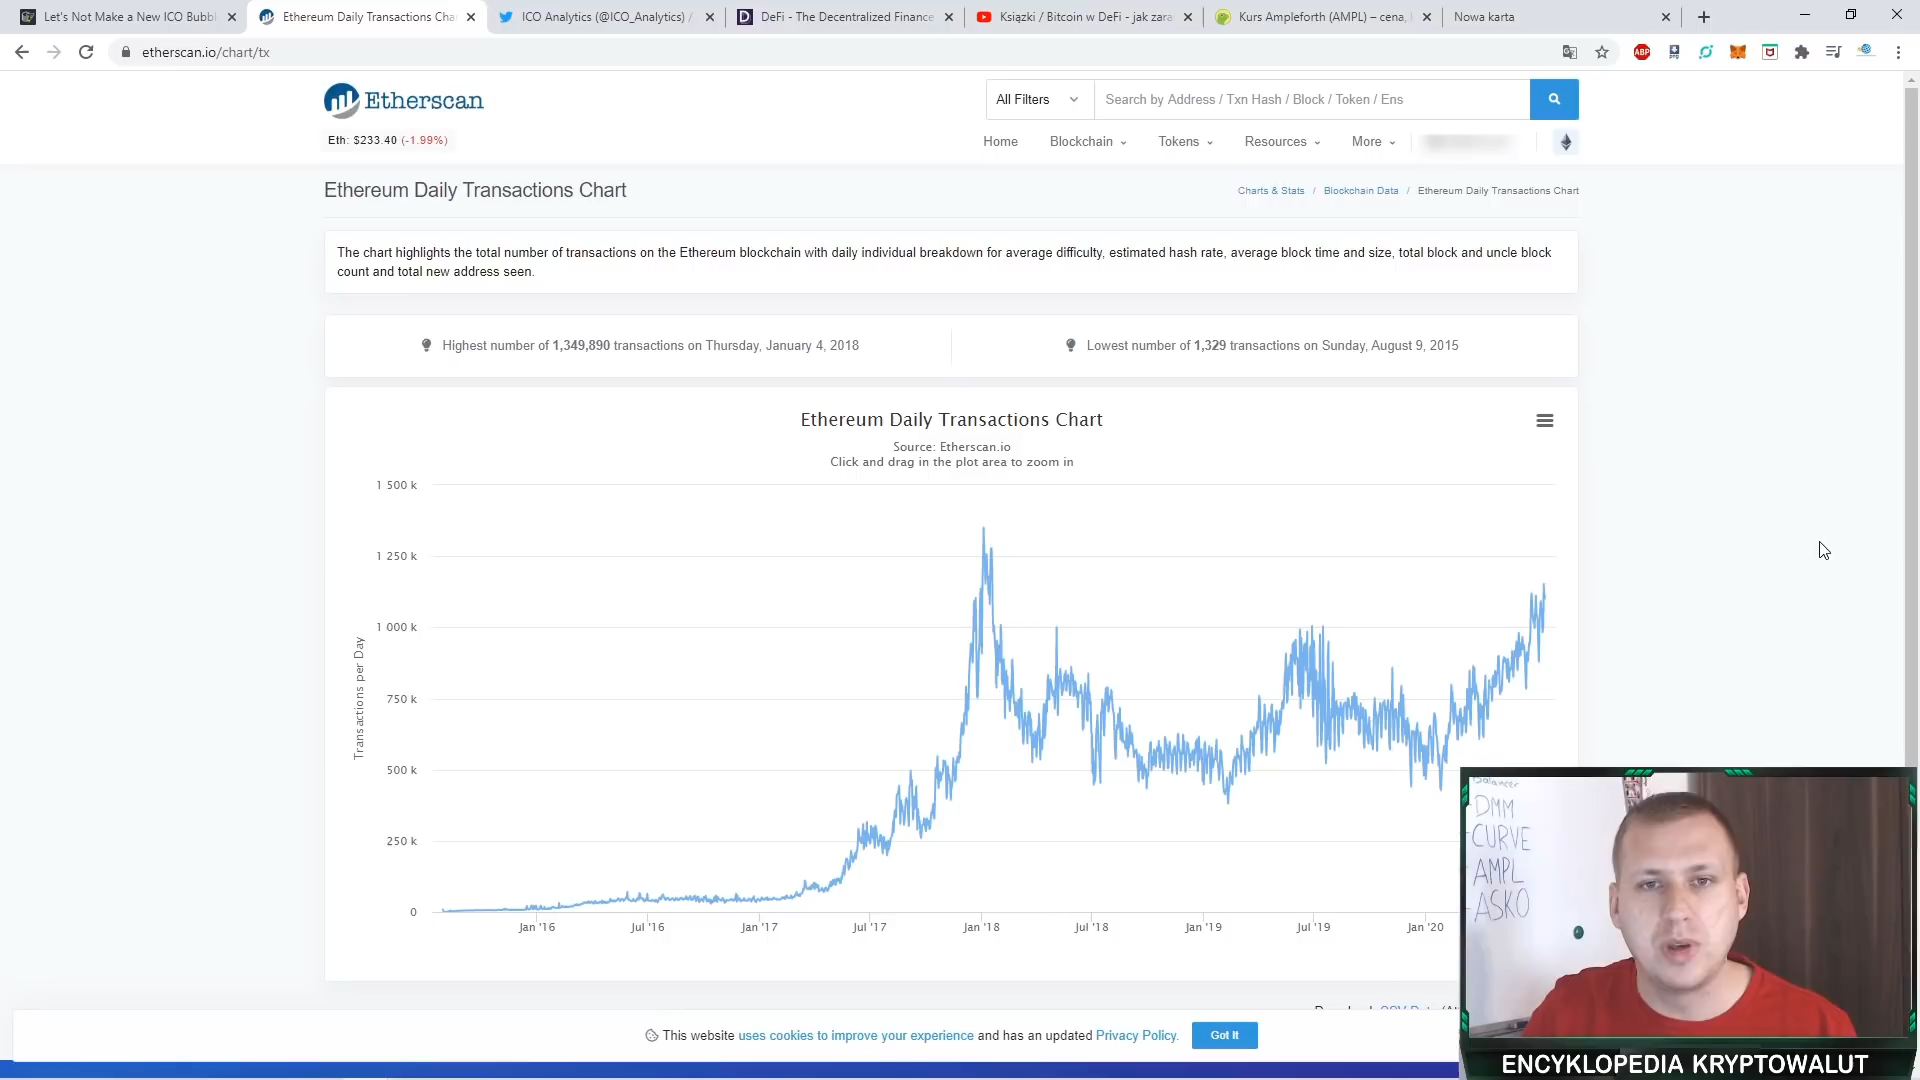 Let's Not Make a New ICO Bubbl
Ethereum Daily Transactions Cha
ICO Analytics (@ICO_Analytics) /
DeFi - The Decentralized Finance
Książki / Bitcoin w DeFi - jak zara
Kurs Ampleforth (AMPL) – cena,
Nowa karta
etherscan.io/chart/tx
ABP
Etherscan
All Filters
Search by Address / Txn Hash / Block / Token / Ens
Eth: $233.40 (-1.99%)
Home
Blockchain
Tokens
Resources
More
Ethereum Daily Transactions Chart
Charts & Stats / Blockchain Data / Ethereum Daily Transactions Chart
The chart highlights the total number of transactions on the Ethereum blockchain with daily individual breakdown for average difficulty, estimated hash rate, average block time and size, total block and uncle block
count and total new address seen.
Highest number of 1,349,890 transactions on Thursday, January 4, 2018
Lowest number of 1,329 transactions on Sunday, August 9, 2015
Ethereum Daily Transactions Chart
Source: Etherscan.io
Click and drag in the plot area to zoom in
Transactions per Day
1 500 k
1 250 k
1 000 k
750 k
500 k
250 k
0
Jan '16
Jul '16
Jan '17
Jul '17
Jan '18
Jul '18
Jan '19
Jul '19
Jan '20
Balancer
DMM
CURVE
AMPL
ASKO
This website uses cookies to improve your experience and has an updated Privacy Policy.
Got It
ENCYKLOPEDIA KRYPTOWALUT